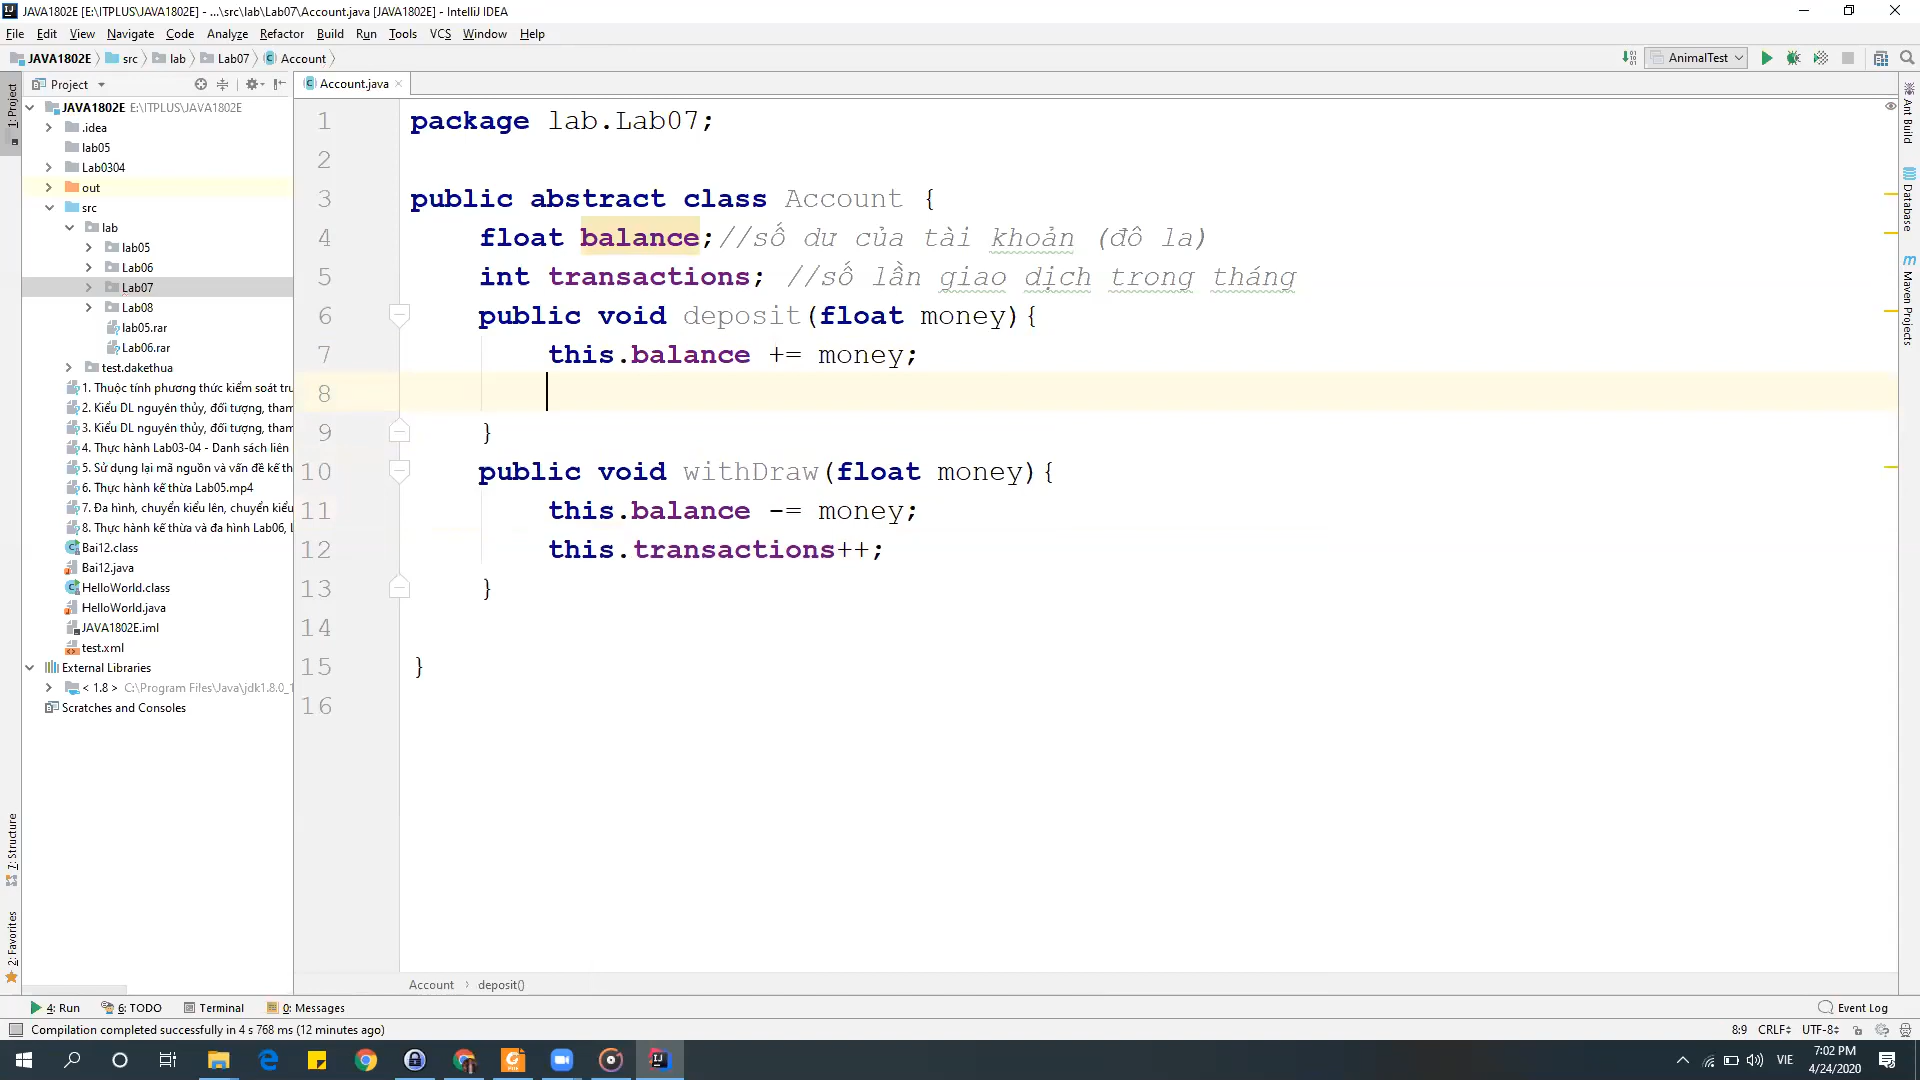 JAVA1802E [E:\ITPLUS\JAVA1802E] - ...\src\lab\Lab07\Account.java [JAVA1802E] - IntelliJ IDEA
File Edit View Navigate Code Analyze Refactor Build Run Tools VCS Window Help
JAVA1802E src lab Lab07 Account
AnimalTest
Project
Account.java
1: Project
JAVA1802E E:\ITPLUS\JAVA1802E
.idea
lab05
Lab0304
out
src
lab
lab05
Lab06
Lab07
Lab08
lab05.rar
Lab06.rar
test.dakethua
1. Thuộc tính phương thức kiểm soát tru
2. Kiểu DL nguyên thủy, đối tượng, tham
3. Kiểu DL nguyên thủy, đối tượng, tham
4. Thực hành Lab03-04 - Danh sách liên
5. Sử dụng lại mã nguồn và vấn đề kế th
6. Thực hành kế thừa Lab05.mp4
7. Đa hình, chuyển kiểu lên, chuyển kiểu
8. Thực hành kế thừa và đa hình Lab06, L
Bai12.class
Bai12.java
HelloWorld.class
HelloWorld.java
JAVA1802E.iml
test.xml
External Libraries
< 1.8 > C:\Program Files\Java\jdk1.8.0_1
Scratches and Consoles
7: Structure
2: Favorites
1 package lab.Lab07;
2
3 public abstract class Account {
4 float balance;//số dư của tài khoản (đô la)
5 int transactions; //số lần giao dịch trong tháng
6 public void deposit(float money){
7 this.balance += money;
8
9 }
10 public void withDraw(float money){
11 this.balance -= money;
12 this.transactions++;
13 }
14
15 }
16
Ant Build
Database
Maven Projects
Account › deposit()
4: Run 6: TODO Terminal 0: Messages Event Log
Compilation completed successfully in 4 s 768 ms (12 minutes ago) 8:9 CRLF UTF-8
VIE 7:02 PM
4/24/2020